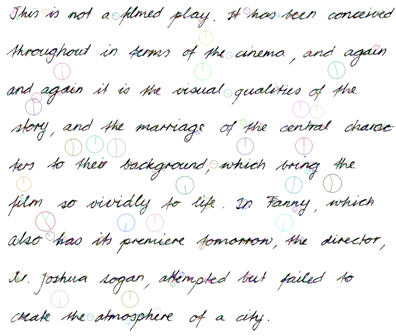 This is not a filmed play. It has been conceived
throughout in terms of the cinema, and again
and again it is the visual qualities of the
story, and the marriage of the central charac-
ters to their background, which bring the
film so vividly to life. In Fanny, which
also has its premiere tomorrow, the director,
Mr. Joshua Logan, attempted but failed to
create the atmosphere of a city.